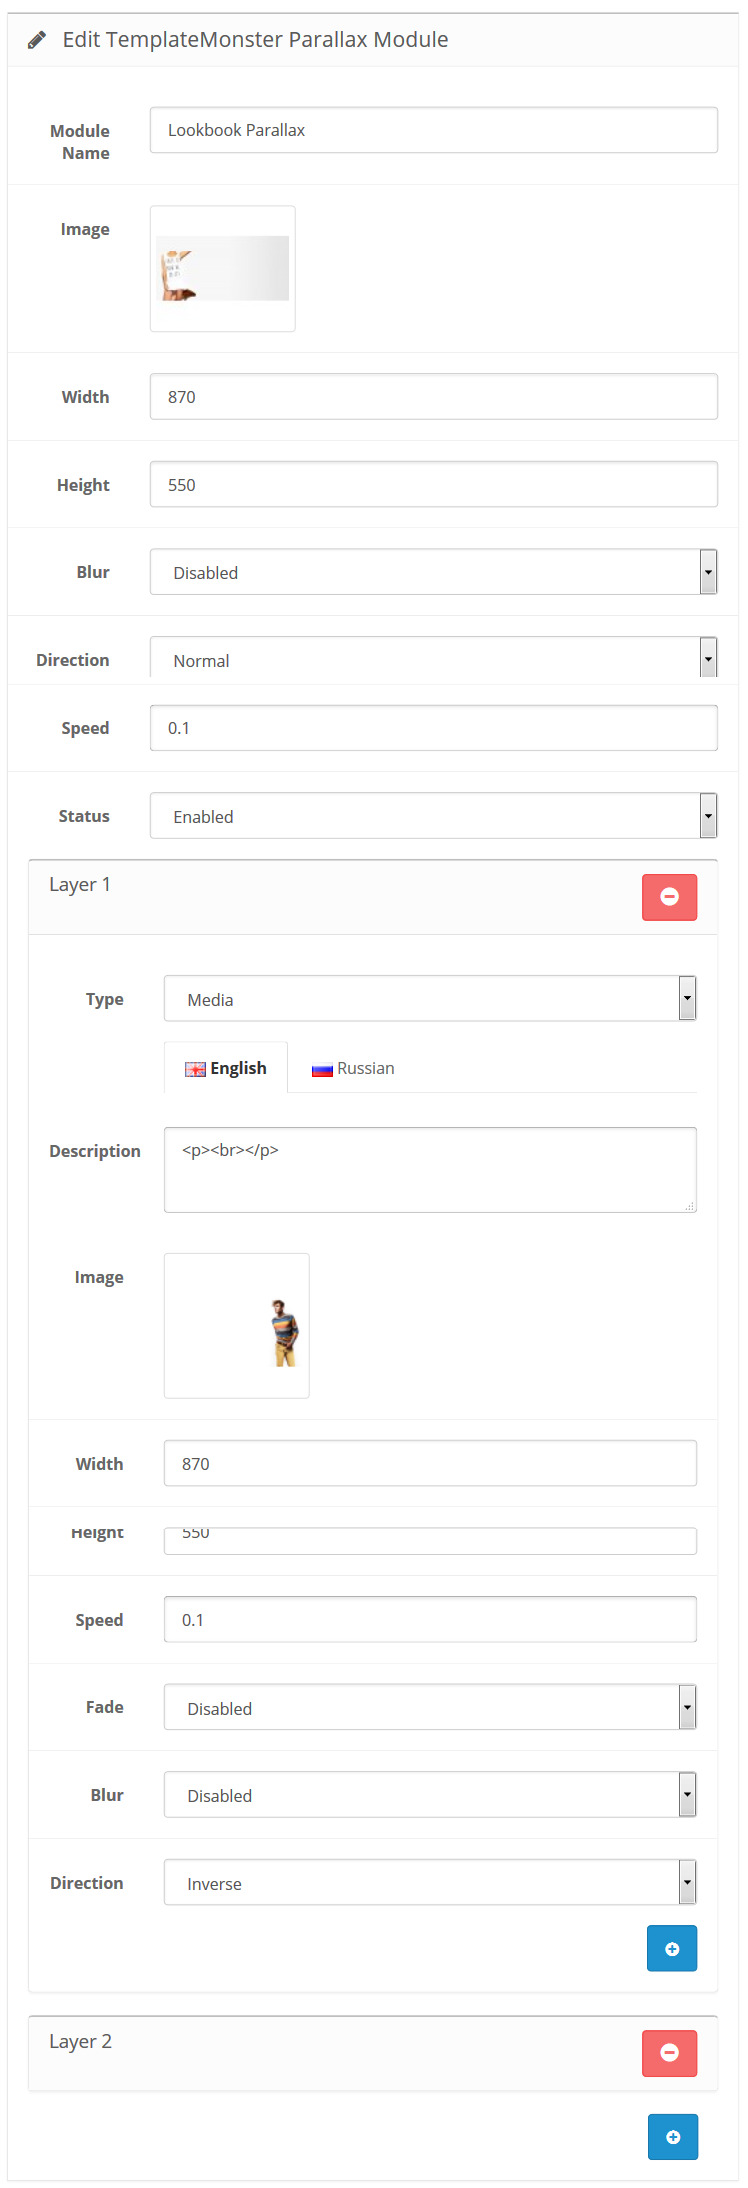 Edit TemplateMonster Parallax Module
Module Name
Lookbook Parallax
Image
Width
870
Height
550
Blur
Disabled
Direction
Normal
Speed
0.1
Status
Enabled
Layer 1
Type
Media
English
Russian
Description
<p><br></p>
Image
Width
870
Height
550
Speed
0.1
Fade
Disabled
Blur
Disabled
Direction
Inverse
Layer 2